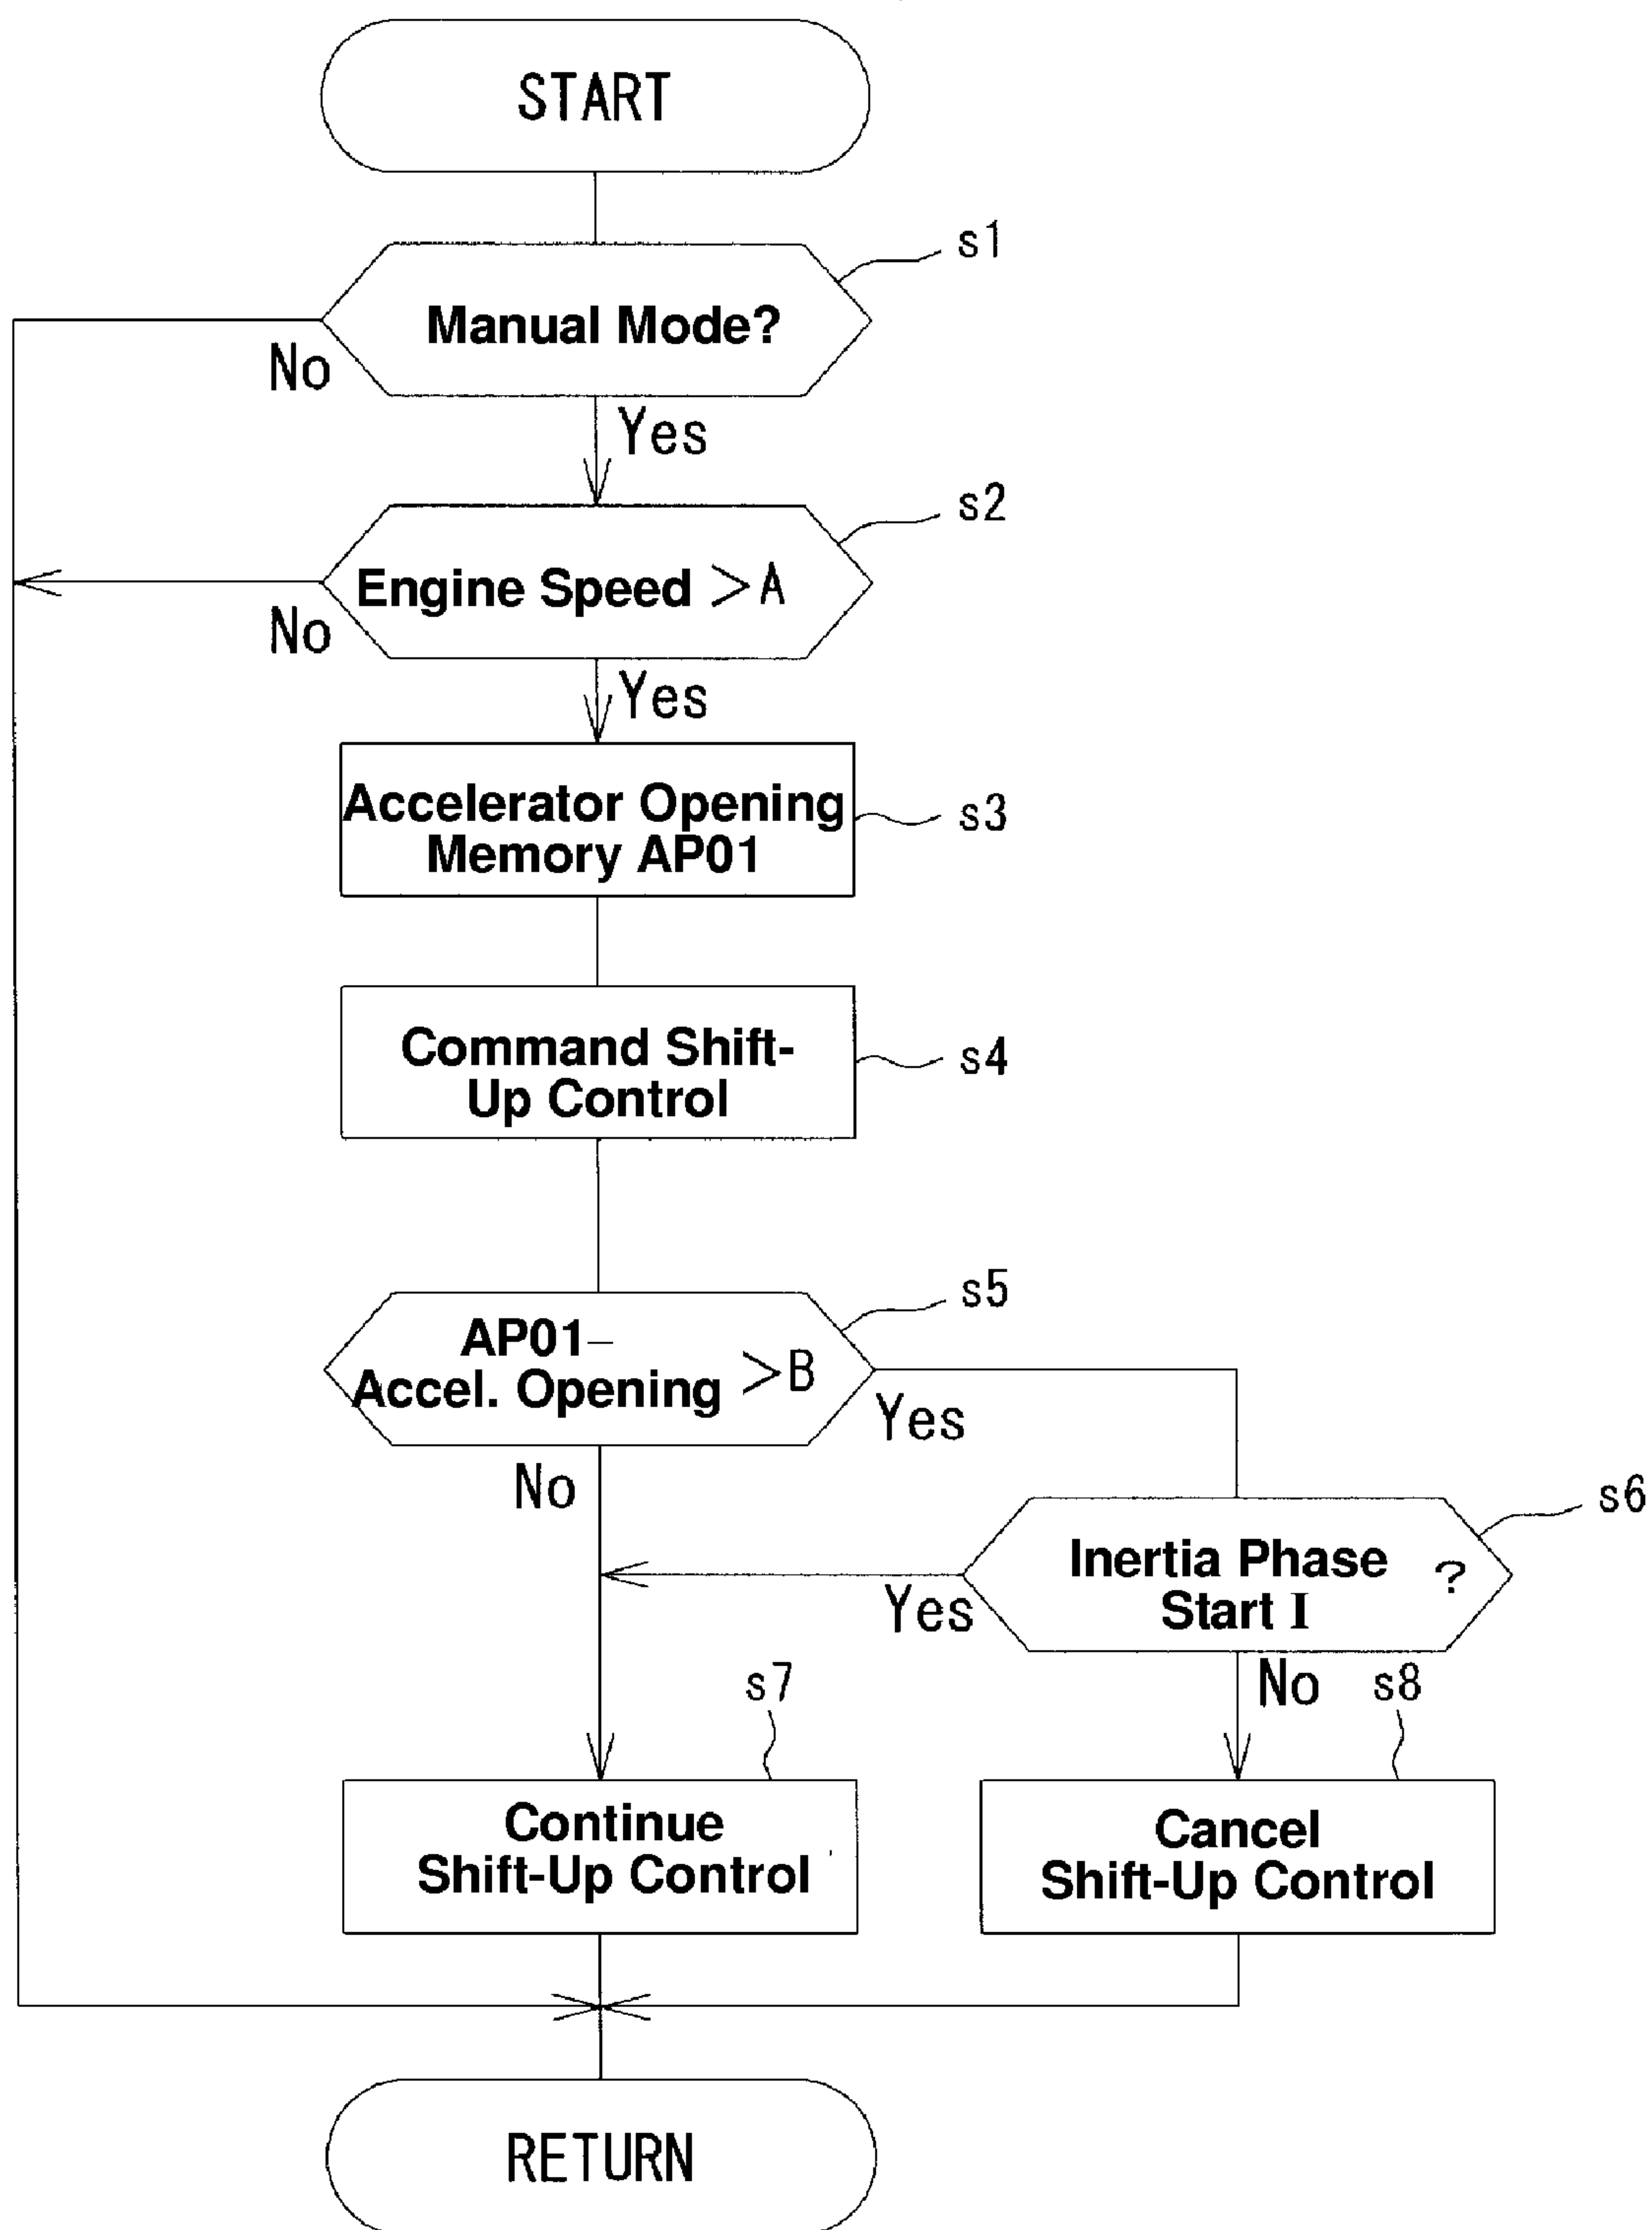 START
s1
Manual Mode?
No
Yes
s2
Engine Speed >A
No
Yes
Accelerator Opening
Memory AP01
s3
Command Shift-
Up Control
s4
s5
AP01−
Accel. Opening >B
Yes
No
s6
Inertia Phase
Start I ?
Yes
No
s7
s8
Continue
Shift-Up Control
Cancel
Shift-Up Control
RETURN